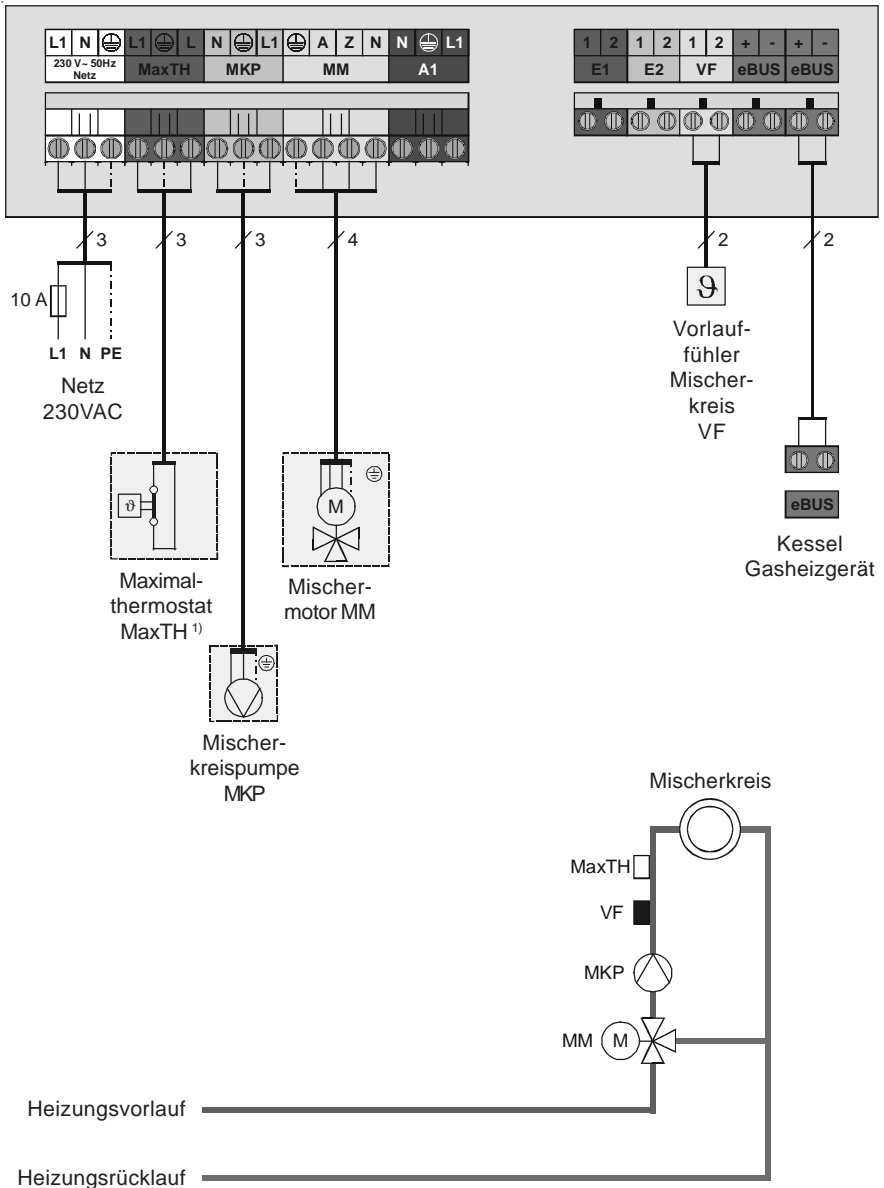 L1 N L1 L N L1 A Z N N L1
230 V~ 50Hz Netz MaxTH MKP MM A1
1 2 1 2 1 2 + - + -
E1 E2 VF eBUS eBUS
3 3 3 4 2 2
10 A
L1 N PE
Netz
230VAC
ϑ
Vorlauf-
fühler
Mischer-
kreis
VF
eBUS
Kessel
Gasheizgerät
ϑ
Maximal-
thermostat
MaxTH 1)
M
Mischer-
motor MM
Mischer-
kreispumpe
MKP
Mischerkreis
MaxTH
VF
MKP
MM M
Heizungsvorlauf
Heizungsrücklauf